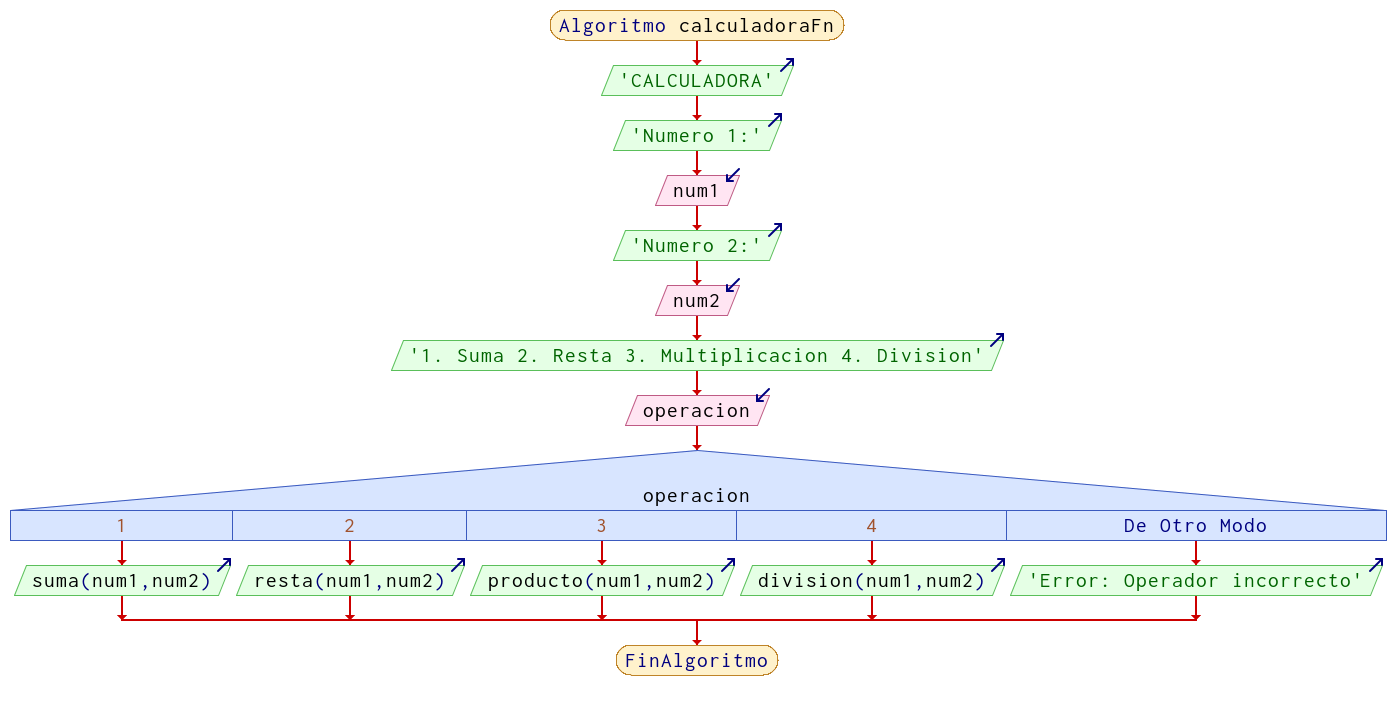 Algoritmo calculadoraFn
'CALCULADORA'
'Numero 1:'
num1
'Numero 2:'
num2
'1. Suma 2. Resta 3. Multiplicacion 4. Division'
operacion
operacion
1 2 3 4 De Otro Modo
suma(num1,num2) resta(num1,num2) producto(num1,num2) division(num1,num2) 'Error: Operador incorrecto'
FinAlgoritmo